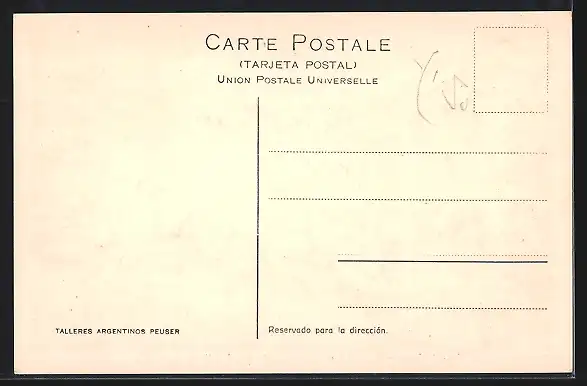 CARTE POSTALE
(TARJETA POSTAL)
UNION POSTALE UNIVERSELLE
TALLERES ARGENTINOS PEUSER
Reservado para la dirección.